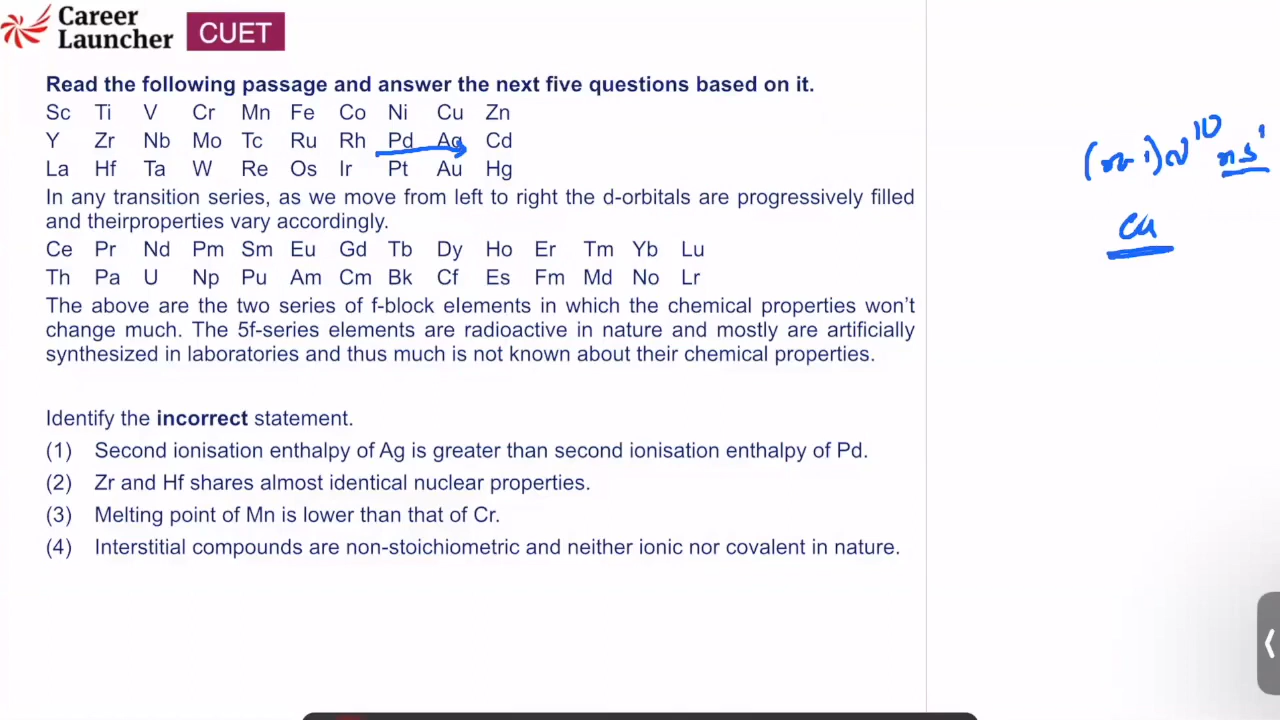 Career
Launcher
CUET
Read the following passage and answer the next five questions based on it.
Sc Ti V Cr Mn Fe Co Ni Cu Zn
Y Zr Nb Mo Tc Ru Rh Pd Ag Cd
La Hf Ta W Re Os Ir Pt Au Hg
In any transition series, as we move from left to right the d-orbitals are progressively filled
and theirproperties vary accordingly.
Ce Pr Nd Pm Sm Eu Gd Tb Dy Ho Er Tm Yb Lu
Th Pa U Np Pu Am Cm Bk Cf Es Fm Md No Lr
The above are the two series of f-block elements in which the chemical properties won't
change much. The 5f-series elements are radioactive in nature and mostly are artificially
synthesized in laboratories and thus much is not known about their chemical properties.
Identify the incorrect statement.
(1) Second ionisation enthalpy of Ag is greater than second ionisation enthalpy of Pd.
(2) Zr and Hf shares almost identical nuclear properties.
(3) Melting point of Mn is lower than that of Cr.
(4) Interstitial compounds are non-stoichiometric and neither ionic nor covalent in nature.
(n-1)d¹⁰ ns¹
Cu